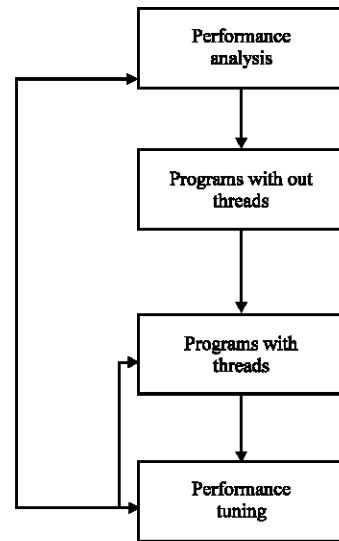 Performance
analysis
Programs with out
threads
Programs with
threads
Performance
tuning